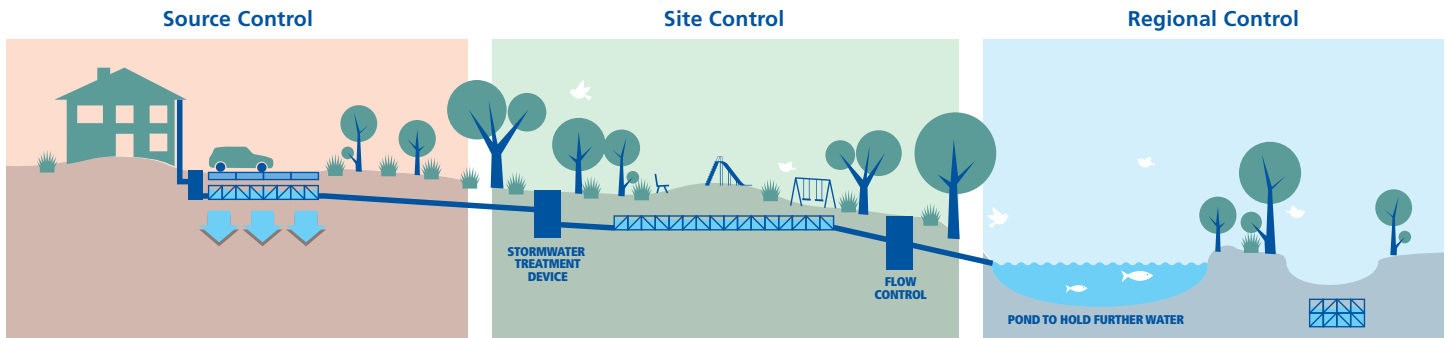 Source Control
Site Control
Regional Control
STORMWATER
TREATMENT
DEVICE
FLOW
CONTROL
POND TO HOLD FURTHER WATER